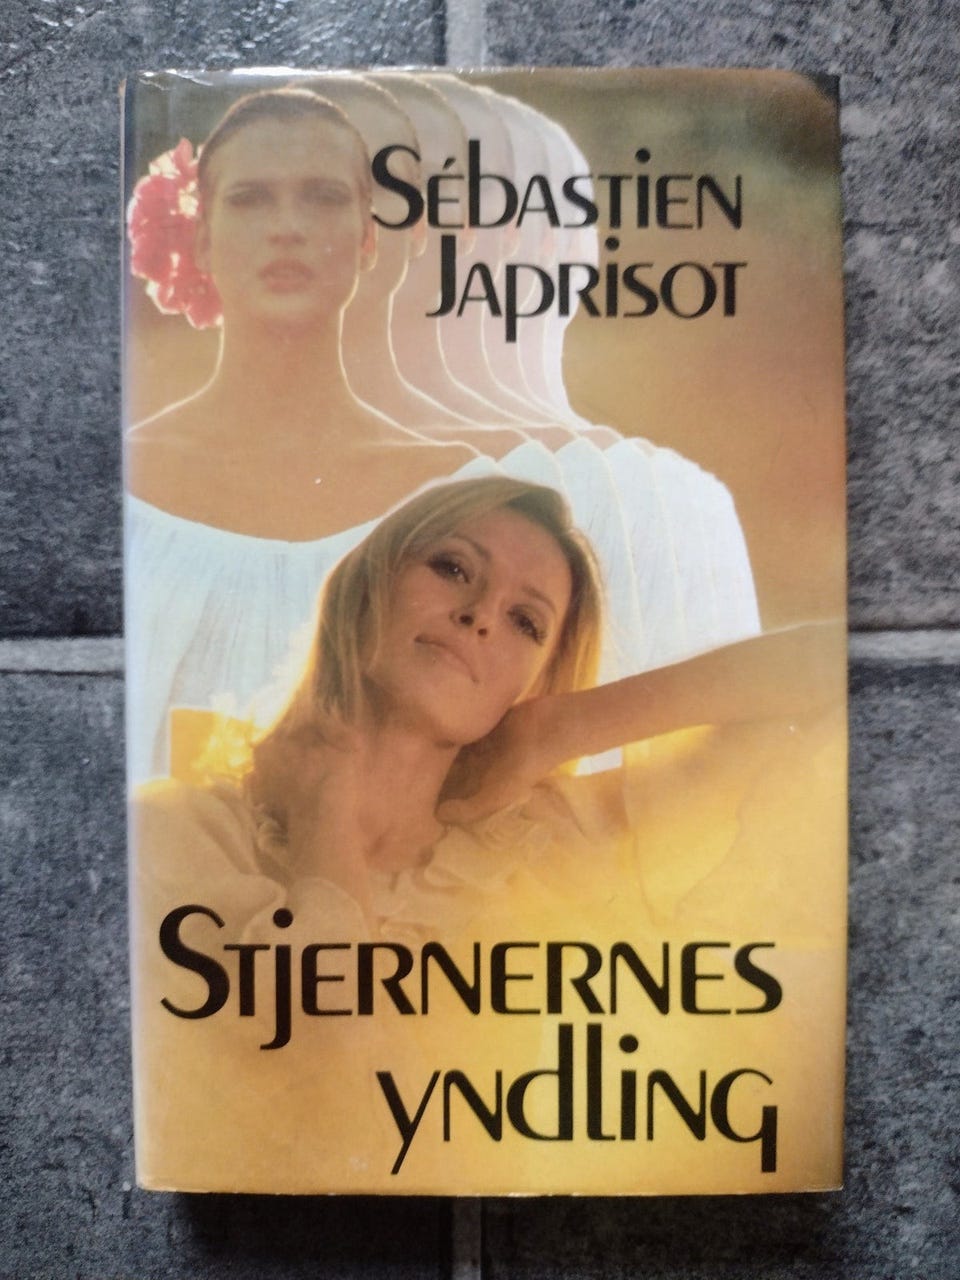 Sébastien
Japrisot
Stjernernes
yndling